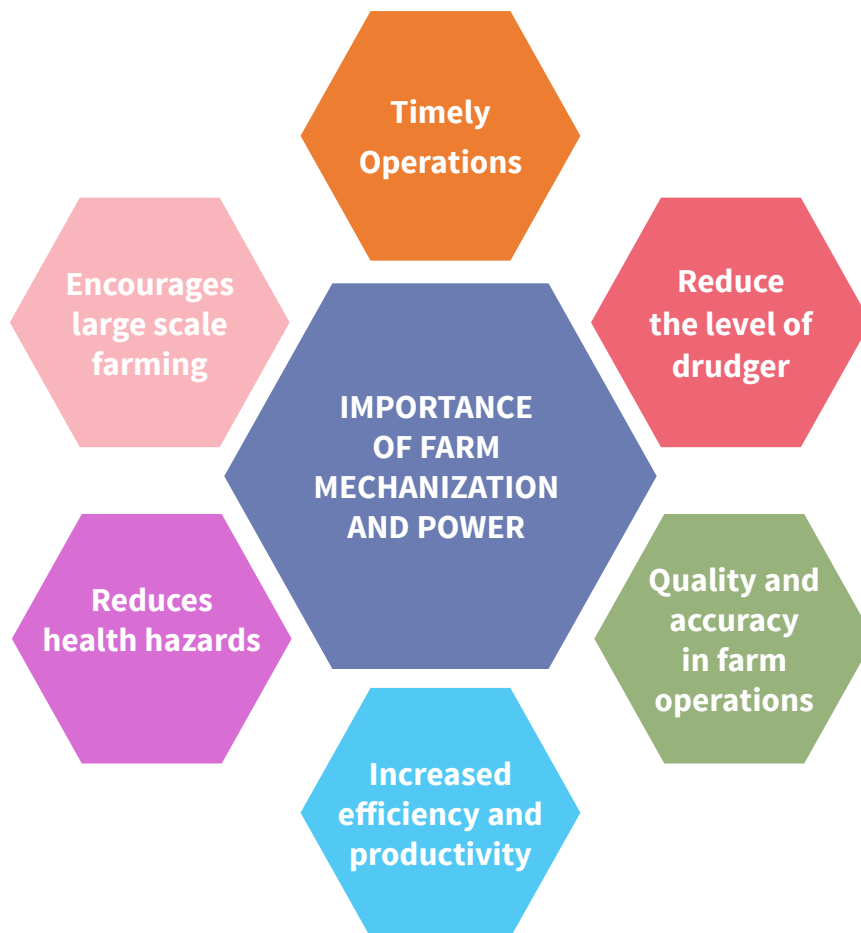 Timely
Operations
Encourages
large scale
farming
Reduce
the level of
drudger
IMPORTANCE
OF FARM
MECHANIZATION
AND POWER
Reduces
health hazards
Quality and
accuracy
in farm
operations
Increased
efficiency and
productivity